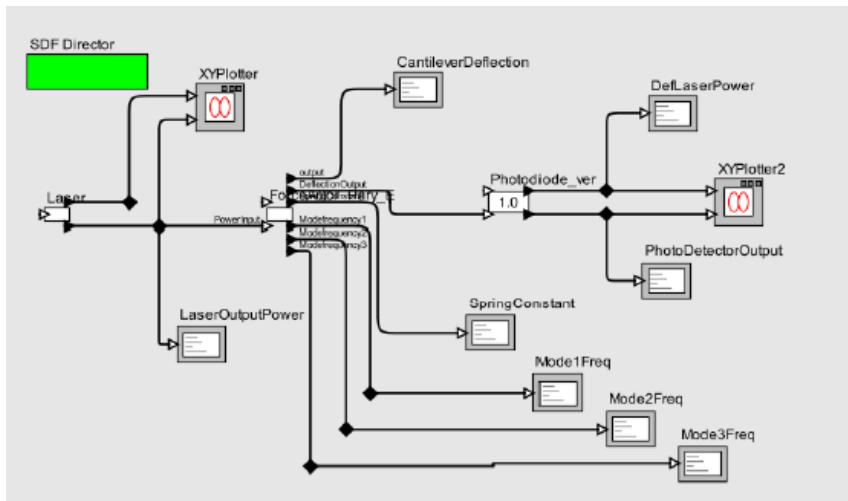 SDF Director
XYPlotter
CantileverDeflection
DefLaserPower
Laser
output
DeflectionOutput
Photodiode_ver
XYPlotter2
1.0
PowerInput
Modefrequency1
Modefrequency2
Modefrequency3
PhotoDetectorOutput
LaserOutputPower
SpringConstant
Mode1Freq
Mode2Freq
Mode3Freq